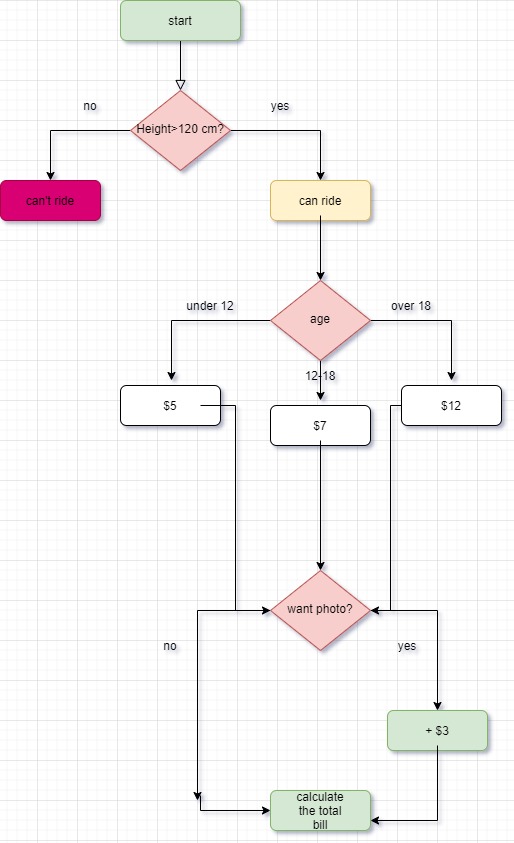 start
no
yes
Height>120 cm?
can't ride
can ride
under 12
over 18
age
12-18
$5
$12
$7
want photo?
no
yes
+ $3
calculate
the total
bill